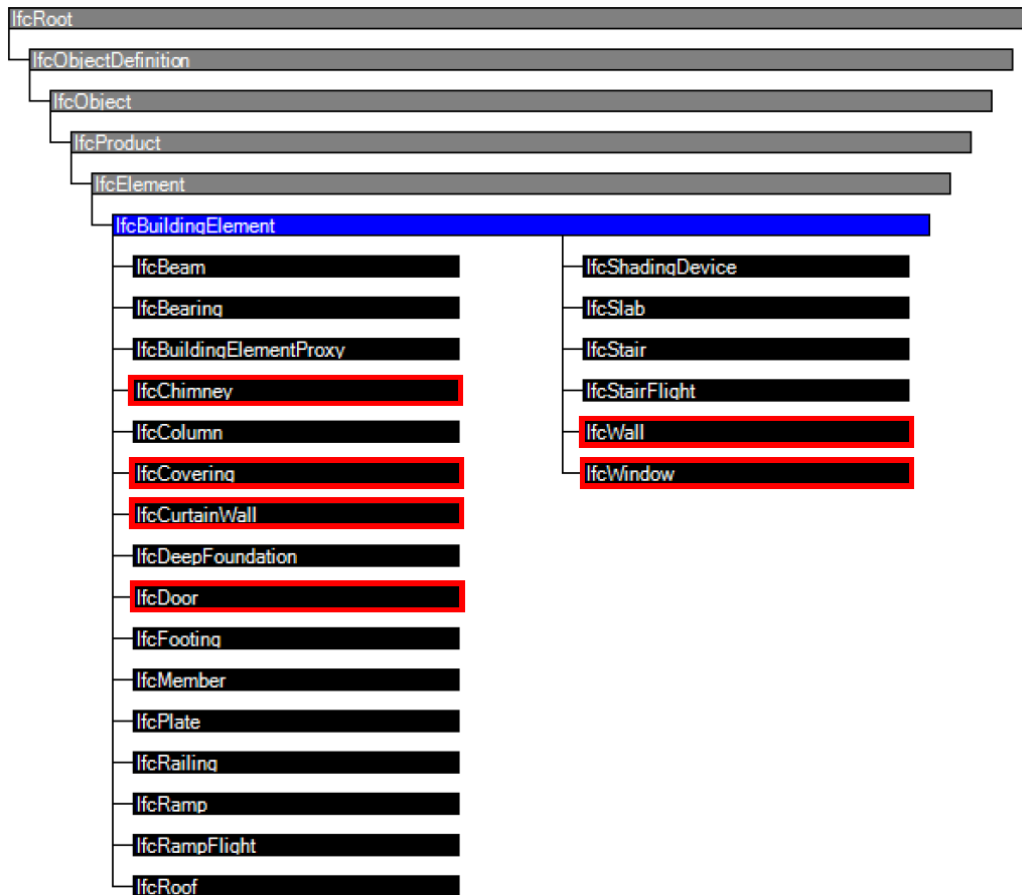 IfcRoot
IfcObjectDefinition
IfcObject
IfcProduct
IfcElement
IfcBuildingElement
IfcBeam
IfcBearing
IfcBuildingElementProxy
IfcChimney
IfcColumn
IfcCovering
IfcCurtainWall
IfcDeepFoundation
IfcDoor
IfcFooting
IfcMember
IfcPlate
IfcRailing
IfcRamp
IfcRampFlight
IfcRoof
IfcShadingDevice
IfcSlab
IfcStair
IfcStairFlight
IfcWall
IfcWindow